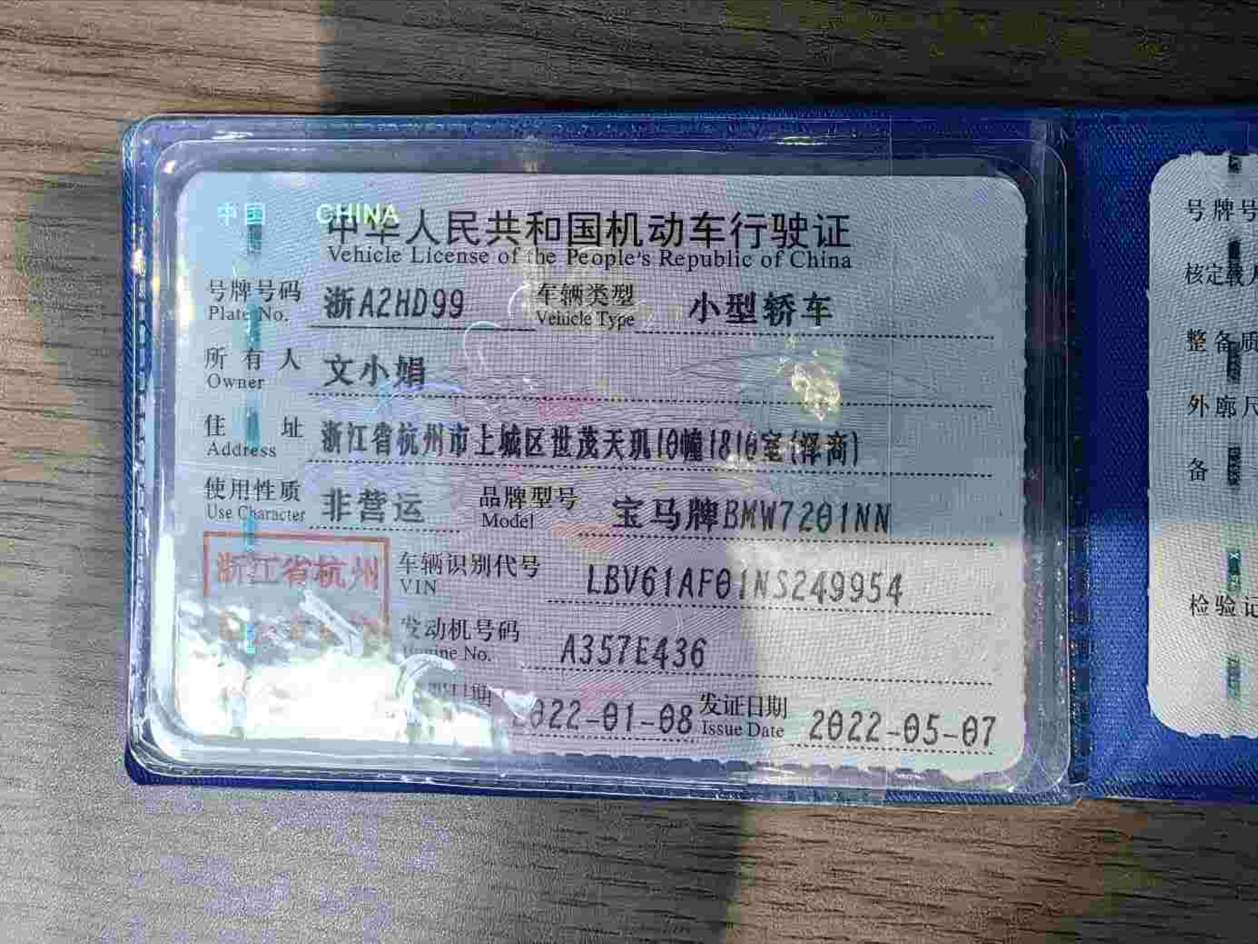 中国 CHINA
中华人民共和国机动车行驶证
Vehicle License of the People's Republic of China
号牌号码 浙A2HD99 车辆类型 小型轿车
Plate No. Vehicle Type
所有人 文小娟
Owner
住址 浙江省杭州市上城区世茂天玑10幢1810室(择商)
Address
使用性质 非营运 品牌型号 宝马牌BMW7201NN
Use Character Model
浙江省杭州
车辆识别代号 LBV61AF01NS249954
VIN
发动机号码 A357E436
Engine No.
2022-01-08 发证日期 2022-05-07
Issue Date
号牌号
核定载
整备质
外廓尺
备
检验记